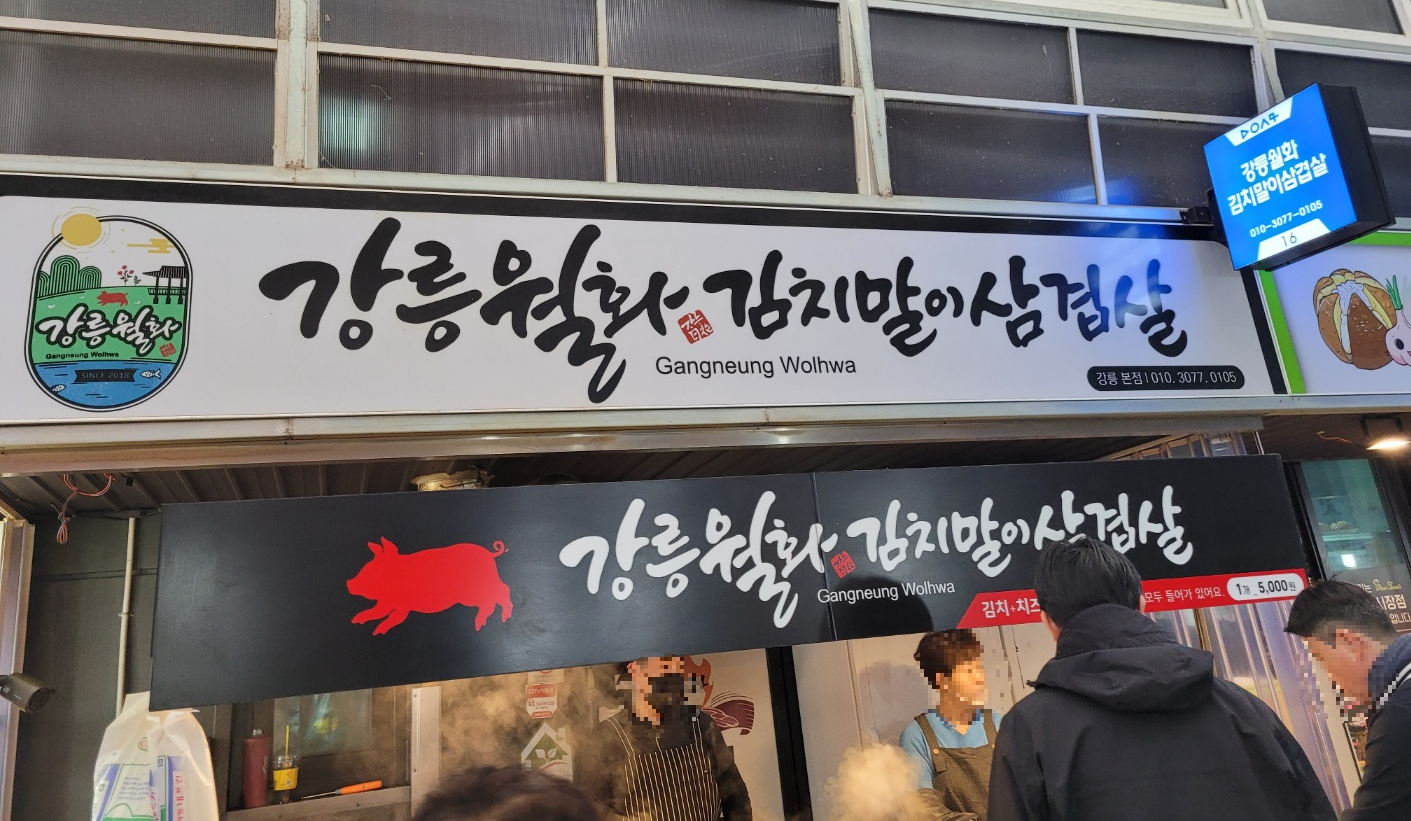 강릉월화
김치말이삼겹살
010-3077-0105
16
강릉월화 김치말이삼겹살
Gangneung Wolhwa
강릉 본점 | 010. 3077. 0105
강릉월화
Gangneung Wolhwa
SINCE 2018
강릉월화 김치말이삼겹살
Gangneung Wolhwa
김치+치즈
모두 들어가 있어요.
1개 _ 5,000원
시장점